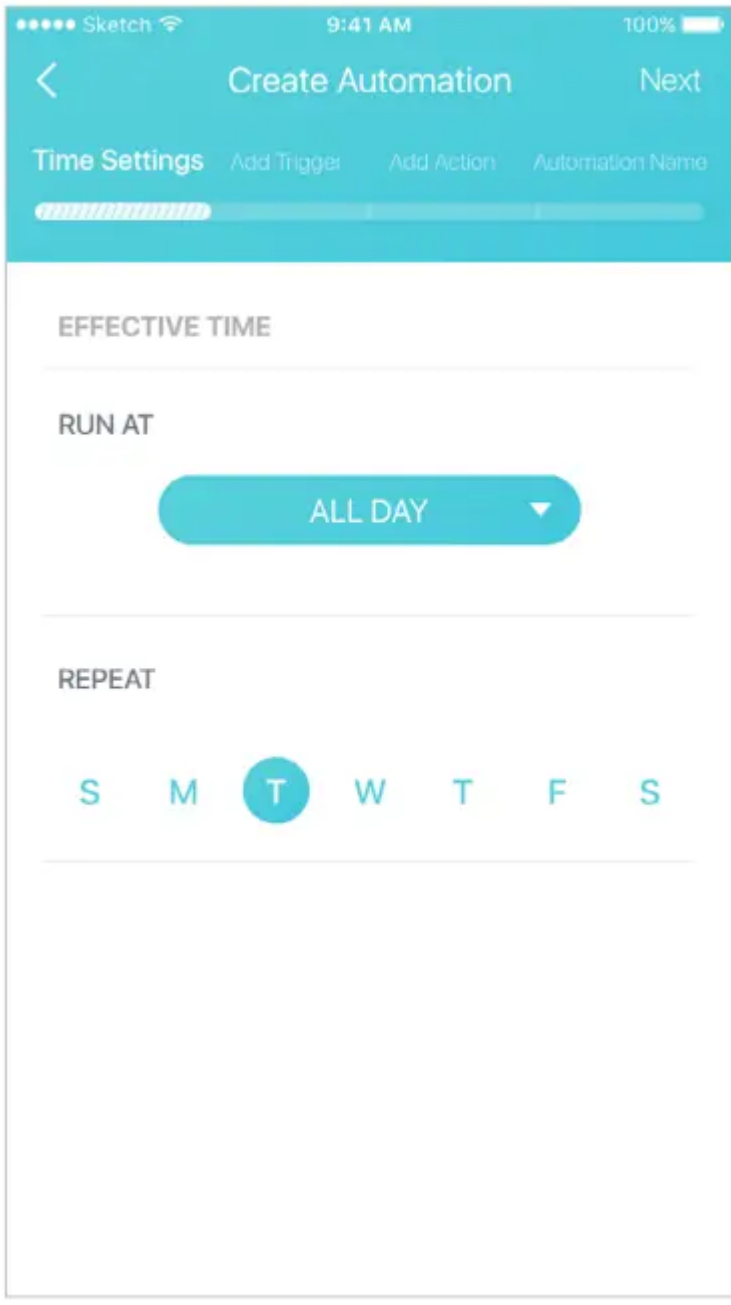 Sketch 9:41 AM 100%
Create Automation Next
Time Settings Add Trigger Add Action Automation Name
EFFECTIVE TIME
RUN AT
ALL DAY
REPEAT
S M T W T F S